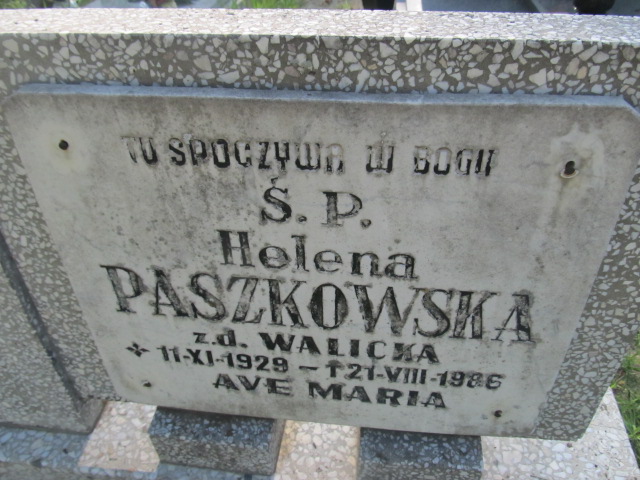 TU SPOCZYWA W BOGU
Ś. P.
Helena
PASZKOWSKA
z.d. WALICKA
* 11-XI-1929 - †21-VIII-1986
AVE MARIA